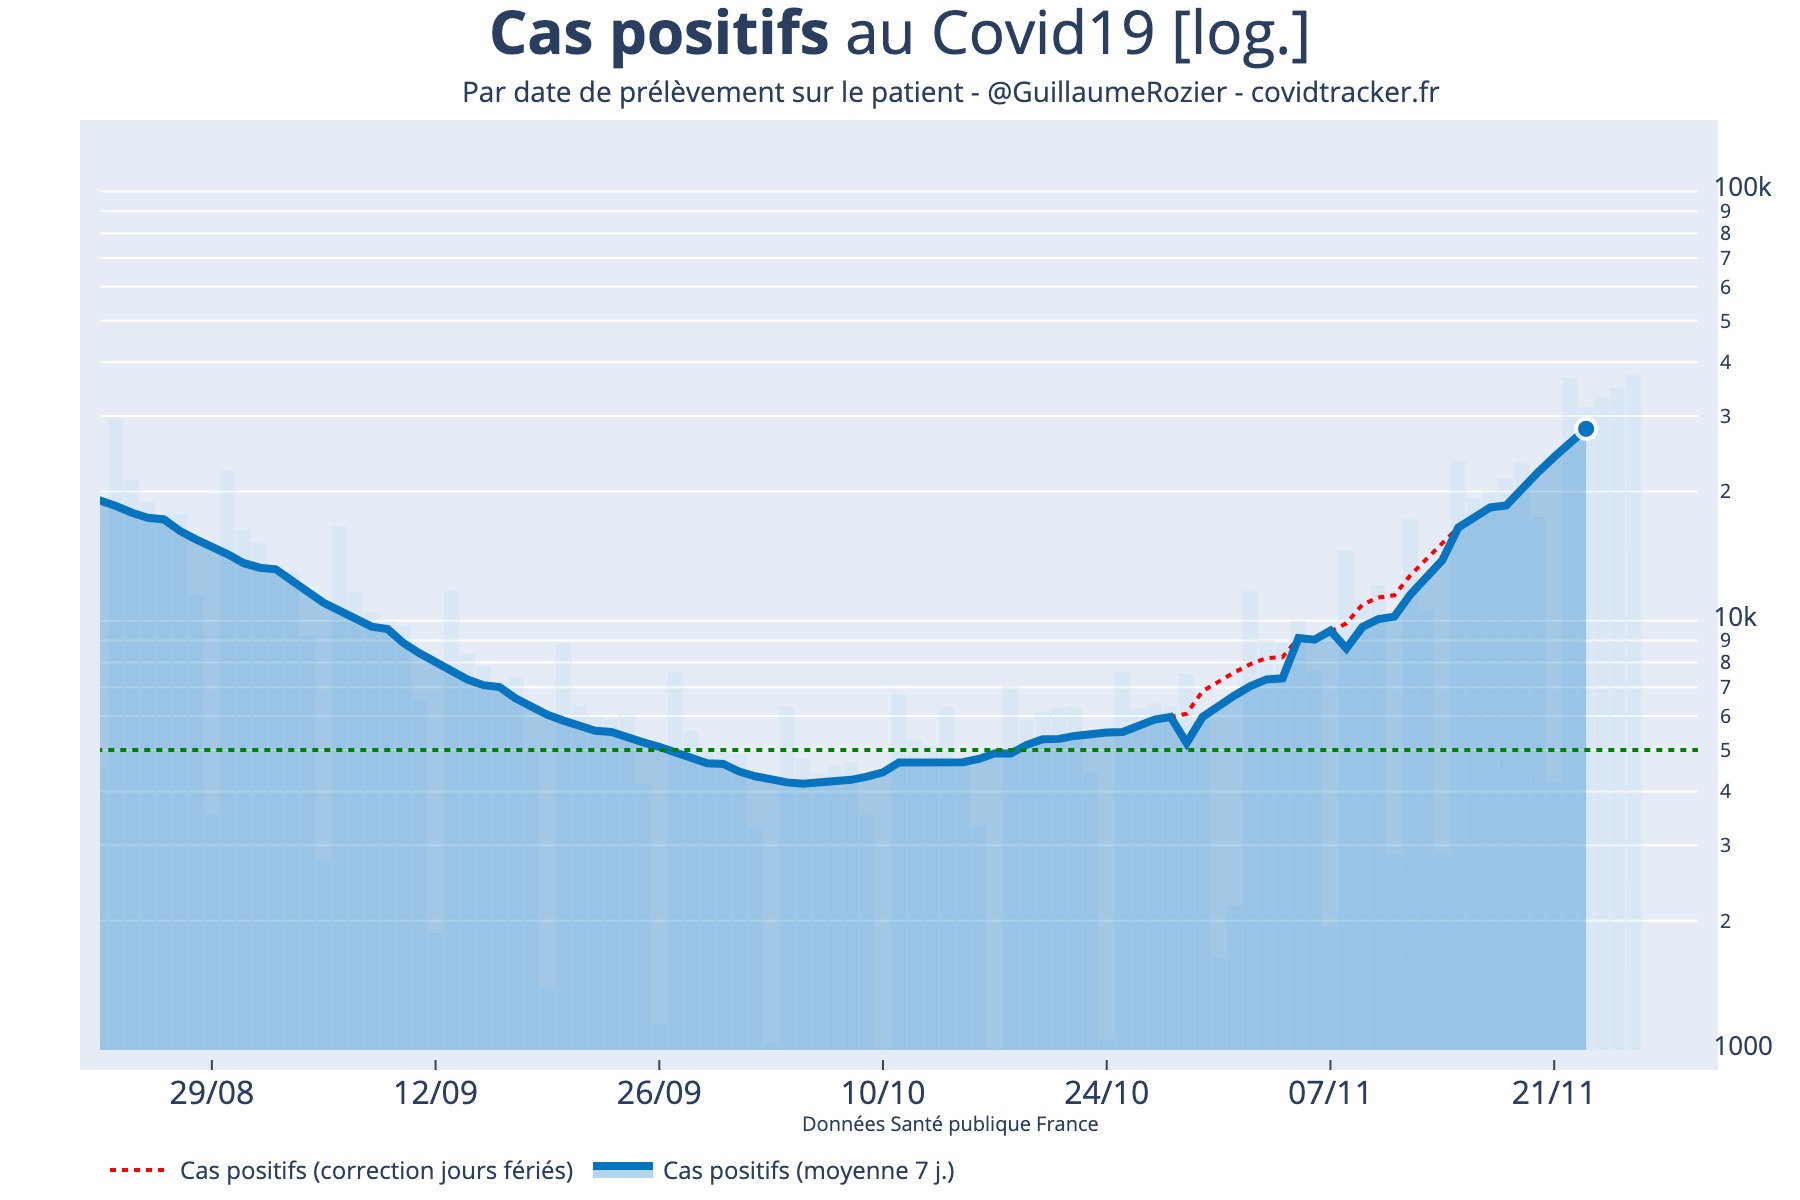 Cas positifs au Covid19 [log.]
Par date de prélèvement sur le patient - @GuillaumeRozier - covidtracker.fr
100k
9
8
7
6
5
4
3
2
10k
9
8
7
6
5
4
3
2
1000
29/08 12/09 26/09 10/10 24/10 07/11 21/11
Données Santé publique France
Cas positifs (correction jours fériés) Cas positifs (moyenne 7 j.)